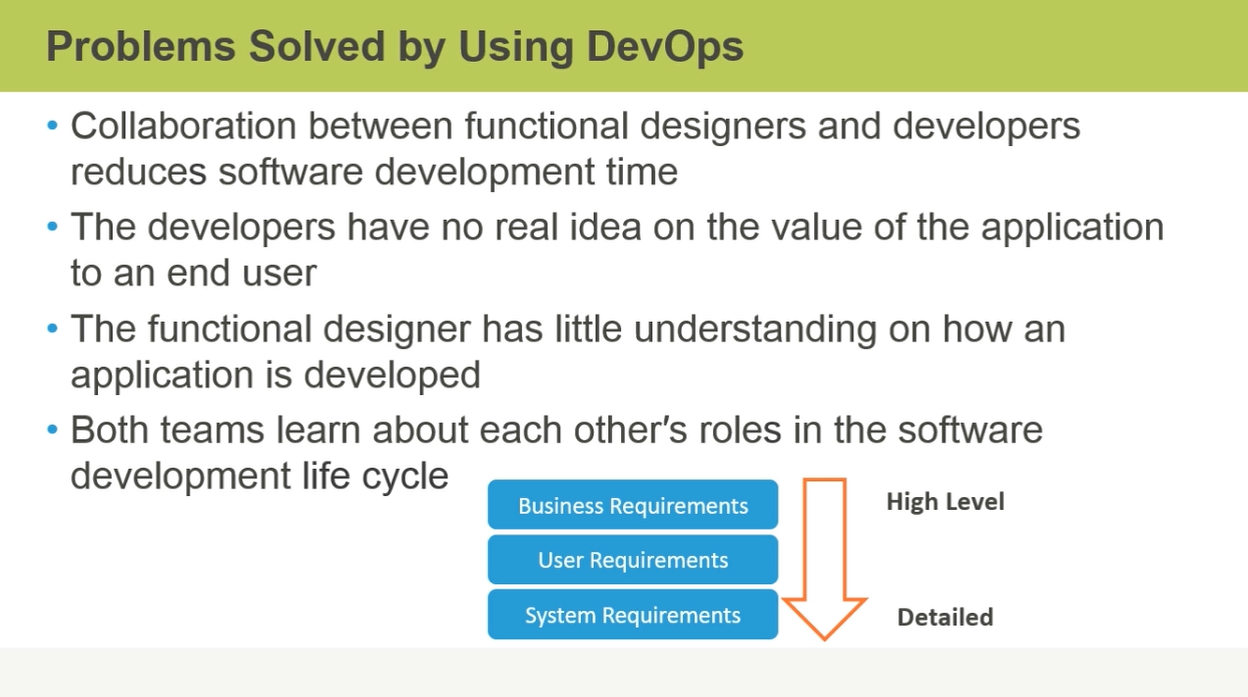 Problems Solved by Using DevOps
• Collaboration between functional designers and developers
reduces software development time
• The developers have no real idea on the value of the application
to an end user
• The functional designer has little understanding on how an
application is developed
• Both teams learn about each other's roles in the software
development life cycle
Business Requirements
High Level
User Requirements
System Requirements
Detailed